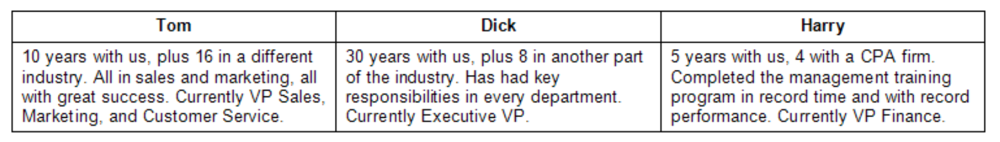 Tom
Dick
Harry
10 years with us, plus 16 in a different
industry. All in sales and marketing, all
with great success. Currently VP Sales,
Marketing, and Customer Service.
30 years with us, plus 8 in another part
of the industry. Has had key
responsibilities in every department.
Currently Executive VP.
5 years with us, 4 with a CPA firm.
Completed the management training
program in record time and with record
performance. Currently VP Finance.